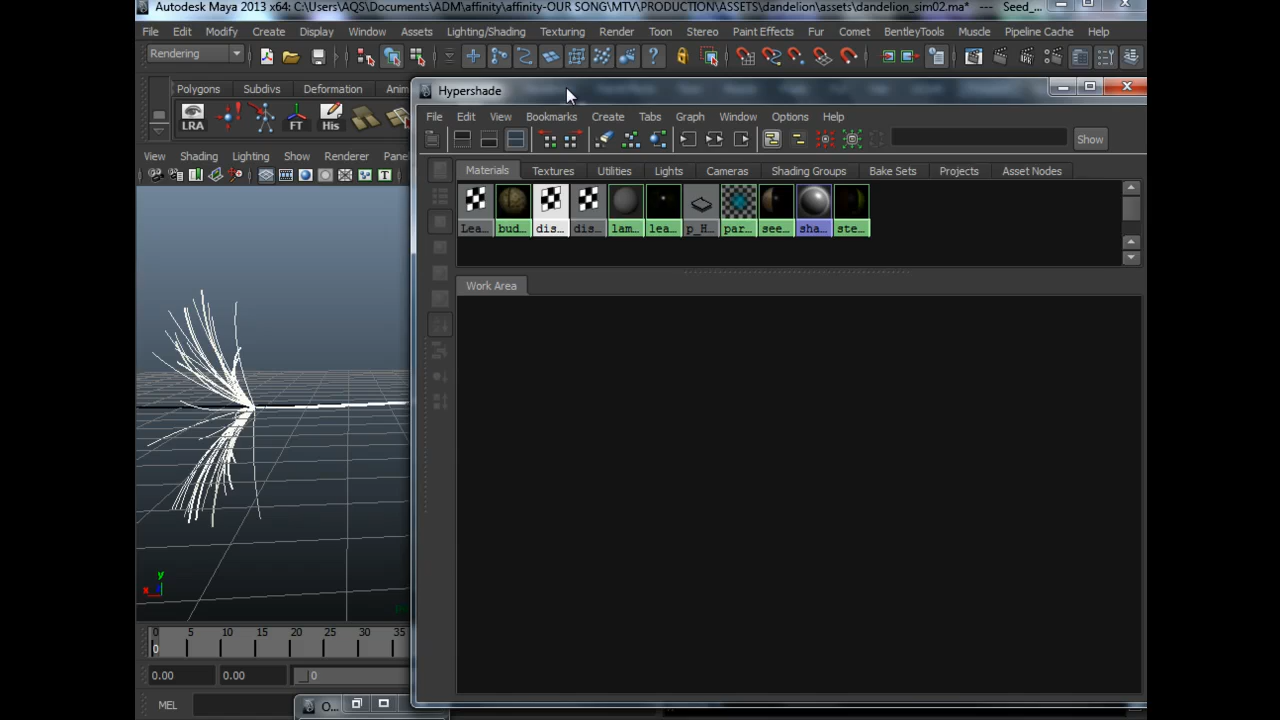 Autodesk Maya 2013 x64: C:\Users\AQS\Documents\ADM\affinity\affinity-OUR SONG\MTV\PRODUCTION\ASSETS\dandelion\assets\dandelion_sim02.ma* --- Seed_...
File Edit Modify Create Display Window Assets Lighting/Shading Texturing Render Toon Stereo Paint Effects Fur Comet BentleyTools Muscle Pipeline Cache Help
Rendering
Polygons Subdivs Deformation Anim
LRA FT His
Hypershade
File Edit View Bookmarks Create Tabs Graph Window Options Help
Show
View Shading Lighting Show Renderer Pane
Materials Textures Utilities Lights Cameras Shading Groups Bake Sets Projects Asset Nodes
Lea... bud... dis... dis... lam... lea... p_H... par... see... sha... ste...
Work Area
y
x
0 5 10 15 20 25 30 35
0
0.00 0.00 0
MEL O...